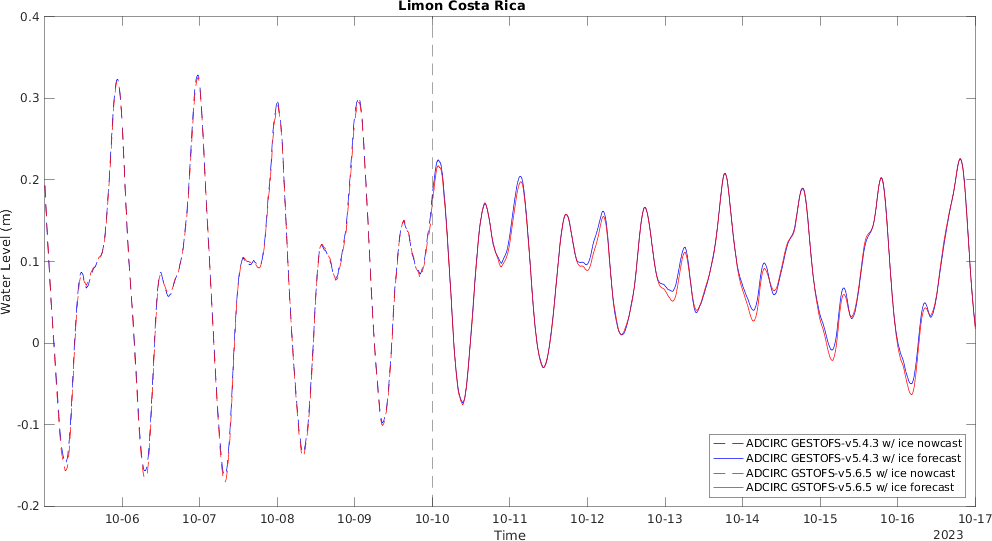 Limon Costa Rica
0.4
0.3
0.2
0.1
0
-0.1
-0.2
Water Level (m)
10-06 10-07 10-08 10-09 10-10 10-11 10-12 10-13 10-14 10-15 10-16 10-17
Time
2023
ADCIRC GESTOFS-v5.4.3 w/ ice nowcast
ADCIRC GESTOFS-v5.4.3 w/ ice forecast
ADCIRC GSTOFS-v5.6.5 w/ ice nowcast
ADCIRC GSTOFS-v5.6.5 w/ ice forecast